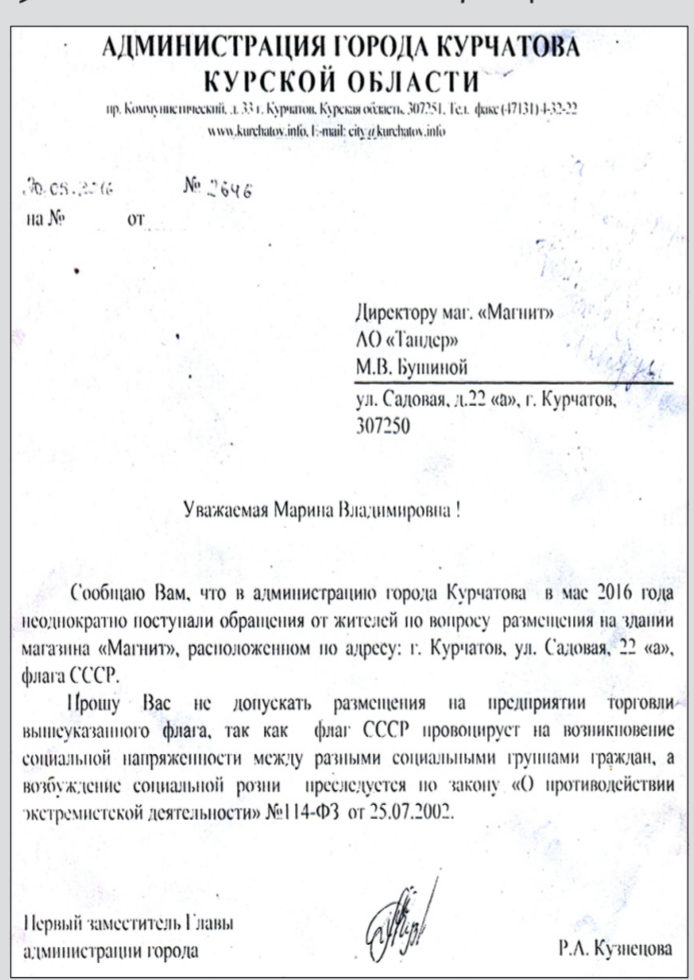 АДМИНИСТРАЦИЯ ГОРОДА КУРЧАТОВА
КУРСКОЙ ОБЛАСТИ
пр. Коммунистический, д. 33 г. Курчатов, Курская область, 307251, Тел. факс (47131) 4-32-22
www.kurchatov.info, E-mail: city@kurchatov.info
№ 2646
на № от
Директору маг. «Магнит»
АО «Тандер»
М.В. Бушиной
ул. Садовая, д.22 «а», г. Курчатов,
307250
Уважаемая Марина Владимировна !
Сообщаю Вам, что в администрацию города Курчатова в мае 2016 года
неоднократно поступали обращения от жителей по вопросу размещения на здании
магазина «Магнит», расположенном по адресу: г. Курчатов, ул. Садовая, 22 «а»,
флага СССР.
Прошу Вас не допускать размещения на предприятии торговли
вышеуказанного флага, так как флаг СССР провоцирует на возникновение
социальной напряженности между разными социальными группами граждан, а
возбуждение социальной розни преследуется по закону «О противодействии
экстремистской деятельности» №114-ФЗ от 25.07.2002.
Первый заместитель Главы
администрации города Р.А. Кузнецова